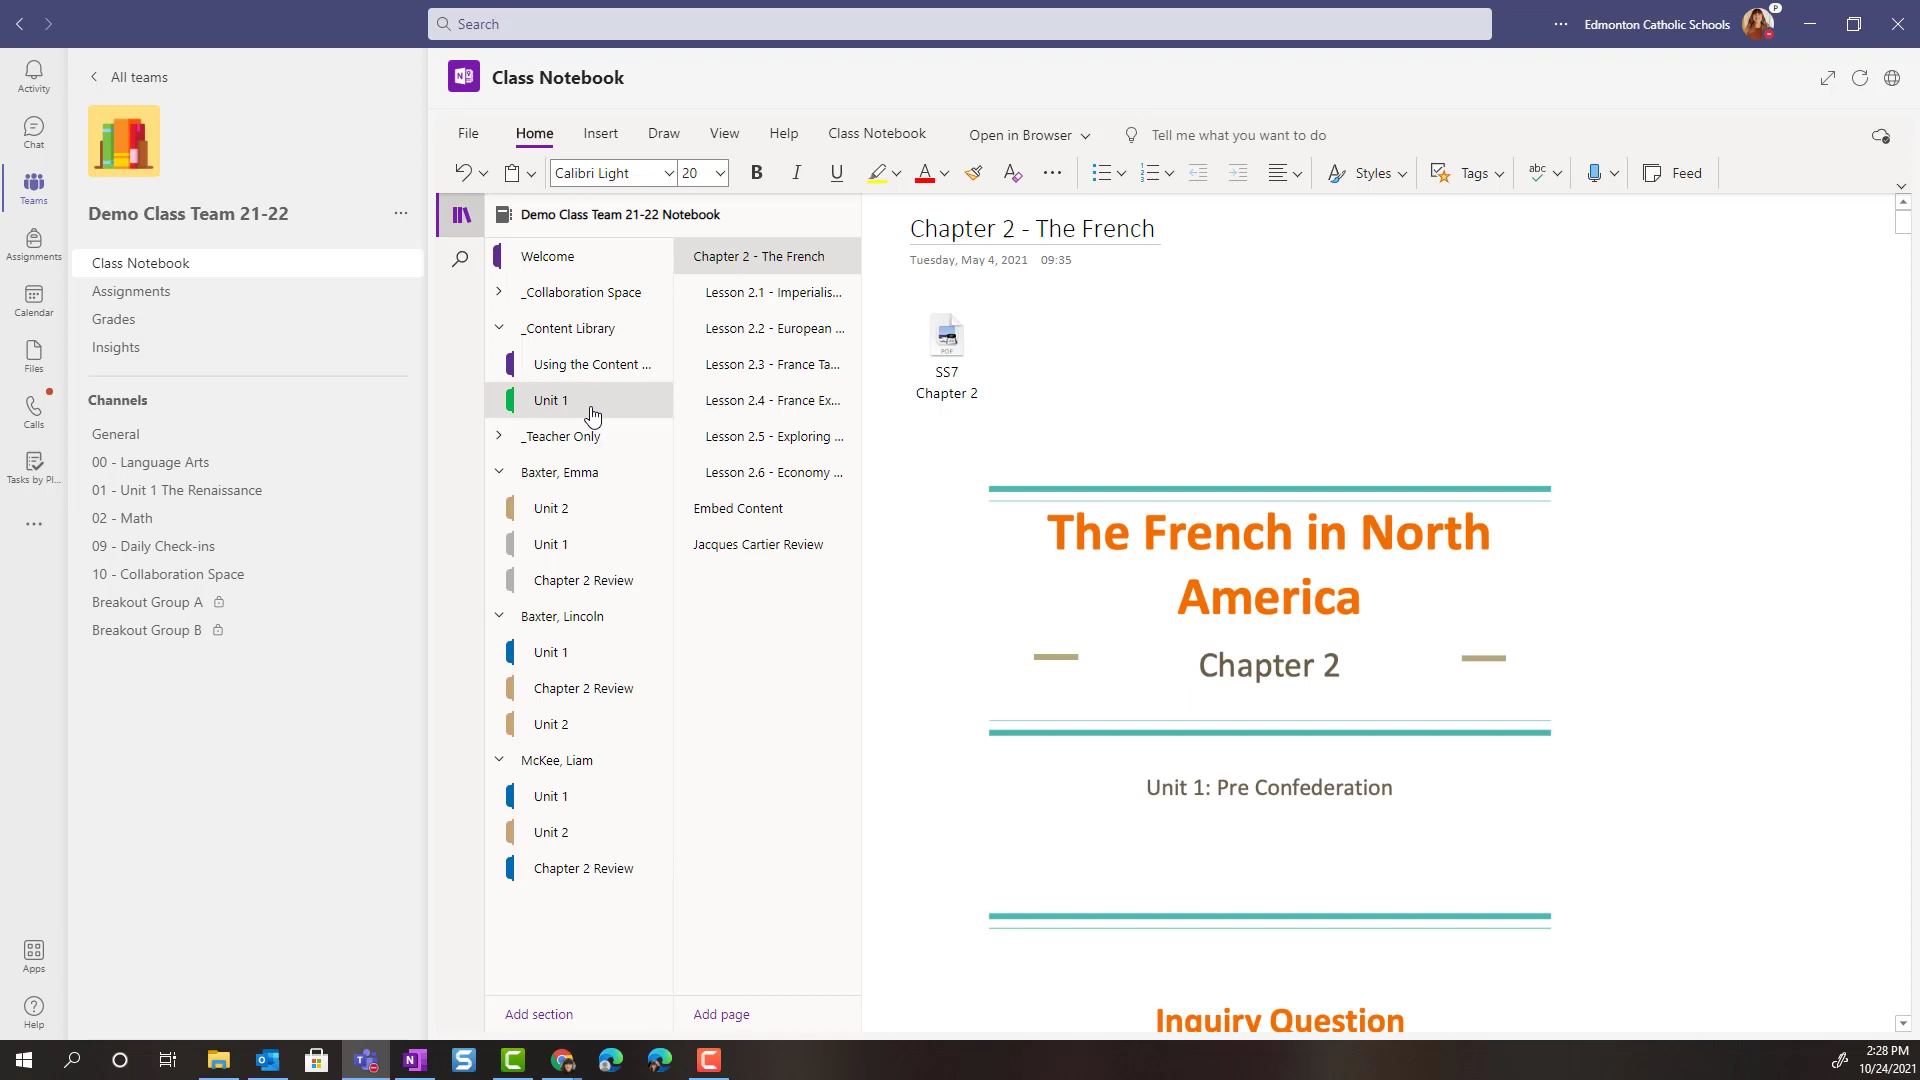 Search
Edmonton Catholic Schools
P
Activity
Chat
Teams
Assignments
Calendar
Files
Calls
Tasks by Pl...
Apps
Help
All teams
Demo Class Team 21-22
Class Notebook
Assignments
Grades
Insights
Channels
General
00 - Language Arts
01 - Unit 1 The Renaissance
02 - Math
09 - Daily Check-ins
10 - Collaboration Space
Breakout Group A
Breakout Group B
Class Notebook
File Home Insert Draw View Help Class Notebook Open in Browser Tell me what you want to do
Calibri Light 20 B I U A A Styles Tags abc Feed
Demo Class Team 21-22 Notebook
Welcome
_Collaboration Space
_Content Library
Using the Content ...
Unit 1
_Teacher Only
Baxter, Emma
Unit 2
Unit 1
Chapter 2 Review
Baxter, Lincoln
Unit 1
Chapter 2 Review
Unit 2
McKee, Liam
Unit 1
Unit 2
Chapter 2 Review
Add section
Chapter 2 - The French
Lesson 2.1 - Imperialis...
Lesson 2.2 - European ...
Lesson 2.3 - France Ta...
Lesson 2.4 - France Ex...
Lesson 2.5 - Exploring ...
Lesson 2.6 - Economy ...
Embed Content
Jacques Cartier Review
Add page
Chapter 2 - The French
Tuesday, May 4, 2021 09:35
PDF
SS7
Chapter 2
The French in North
America
Chapter 2
Unit 1: Pre Confederation
Inquiry Question
2:28 PM
10/24/2021